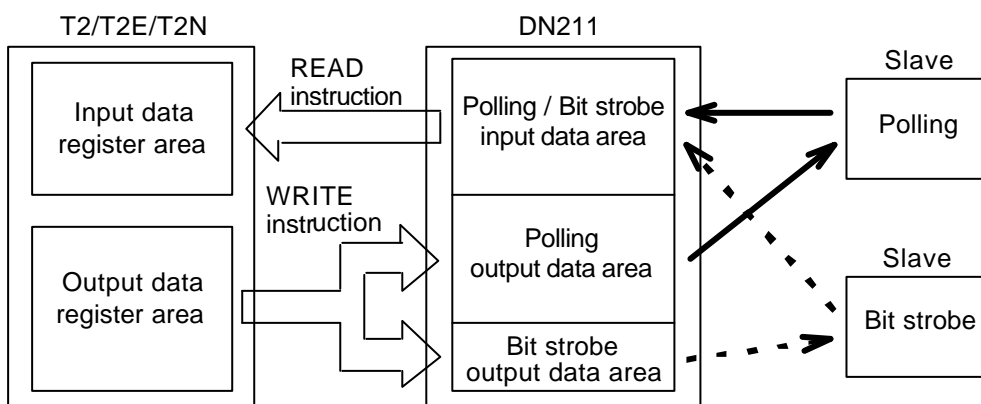 T2/T2E/T2N
DN211
Input data
register area
READ
instruction
Polling / Bit strobe
input data area
Slave
Polling
WRITE
instruction
Output data
register area
Polling
output data area
Bit strobe
output data area
Slave
Bit strobe